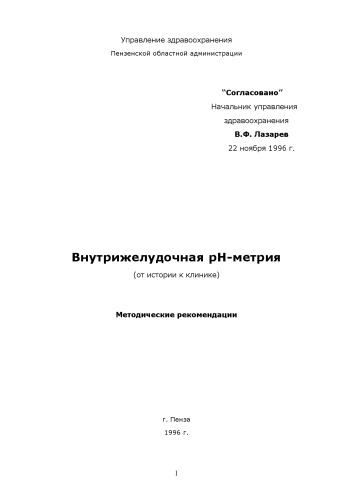 Управление здравоохранения
Пензенской областной администрации
“Согласовано”
Начальник управления
здравоохранения
В.Ф. Лазарев
22 ноября 1996 г.
Внутрижелудочная рН-метрия
(от истории к клинике)
Методические рекомендации
г. Пенза
1996 г.
1